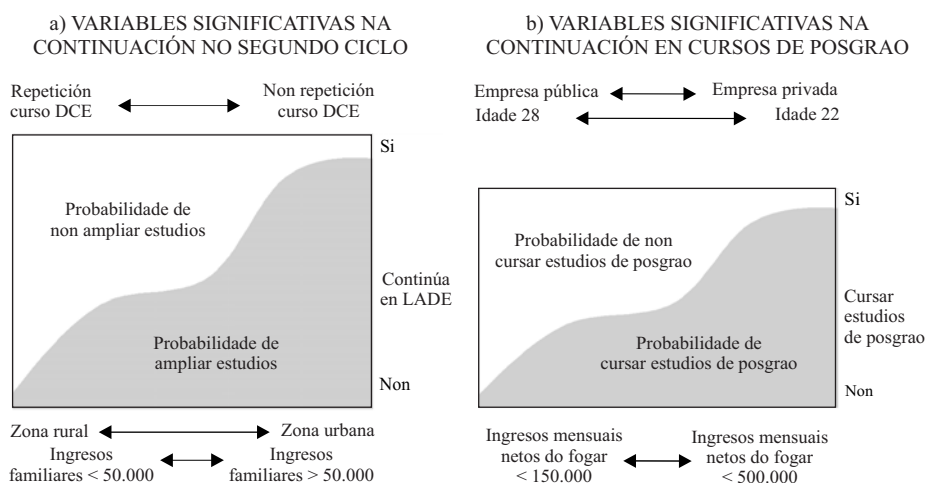 a) VARIABLES SIGNIFICATIVAS NA
CONTINUACIÓN NO SEGUNDO CICLO
Repetición
curso DCE
Non repetición
curso DCE
Si
Probabilidade de
non ampliar estudios
Continúa
en LADE
Probabilidade de
ampliar estudios
Non
Zona rural
Zona urbana
Ingresos
familiares < 50.000
Ingresos
familiares > 50.000
b) VARIABLES SIGNIFICATIVAS NA
CONTINUACIÓN EN CURSOS DE POSGRAO
Empresa pública
Empresa privada
Idade 28
Idade 22
Si
Probabilidade de non
cursar estudios de posgrao
Cursar
estudios
de posgrao
Probabilidade de
cursar estudios de posgrao
Non
Ingresos mensuais
netos do fogar
< 150.000
Ingresos mensuais
netos do fogar
< 500.000